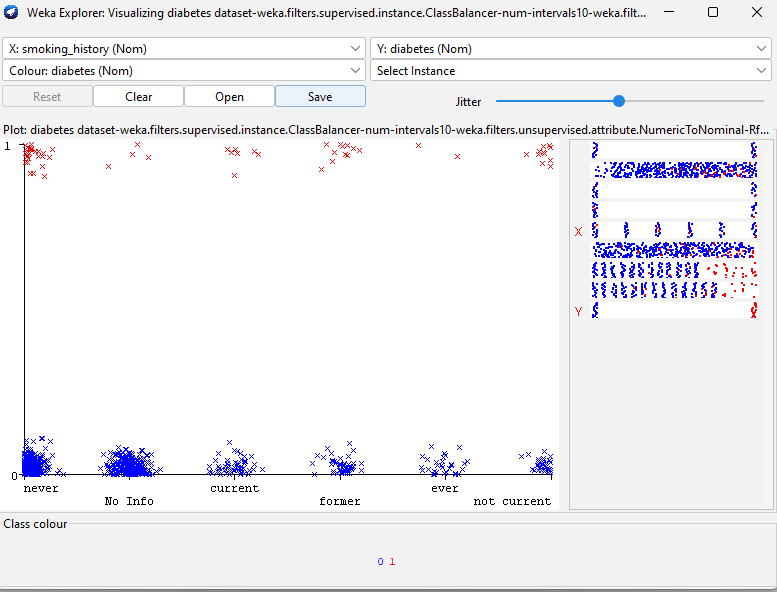 Weka Explorer: Visualizing diabetes dataset-weka.filters.supervised.instance.ClassBalancer-num-intervals10-weka.filt...
X: smoking_history (Nom) Y: diabetes (Nom)
Colour: diabetes (Nom) Select Instance
Reset Clear Open Save Jitter
Plot: diabetes dataset-weka.filters.supervised.instance.ClassBalancer-num-intervals10-weka.filters.unsupervised.attribute.NumericToNominal-Rf...
1
X
Y
0
never current ever
No Info former not current
Class colour
0 1